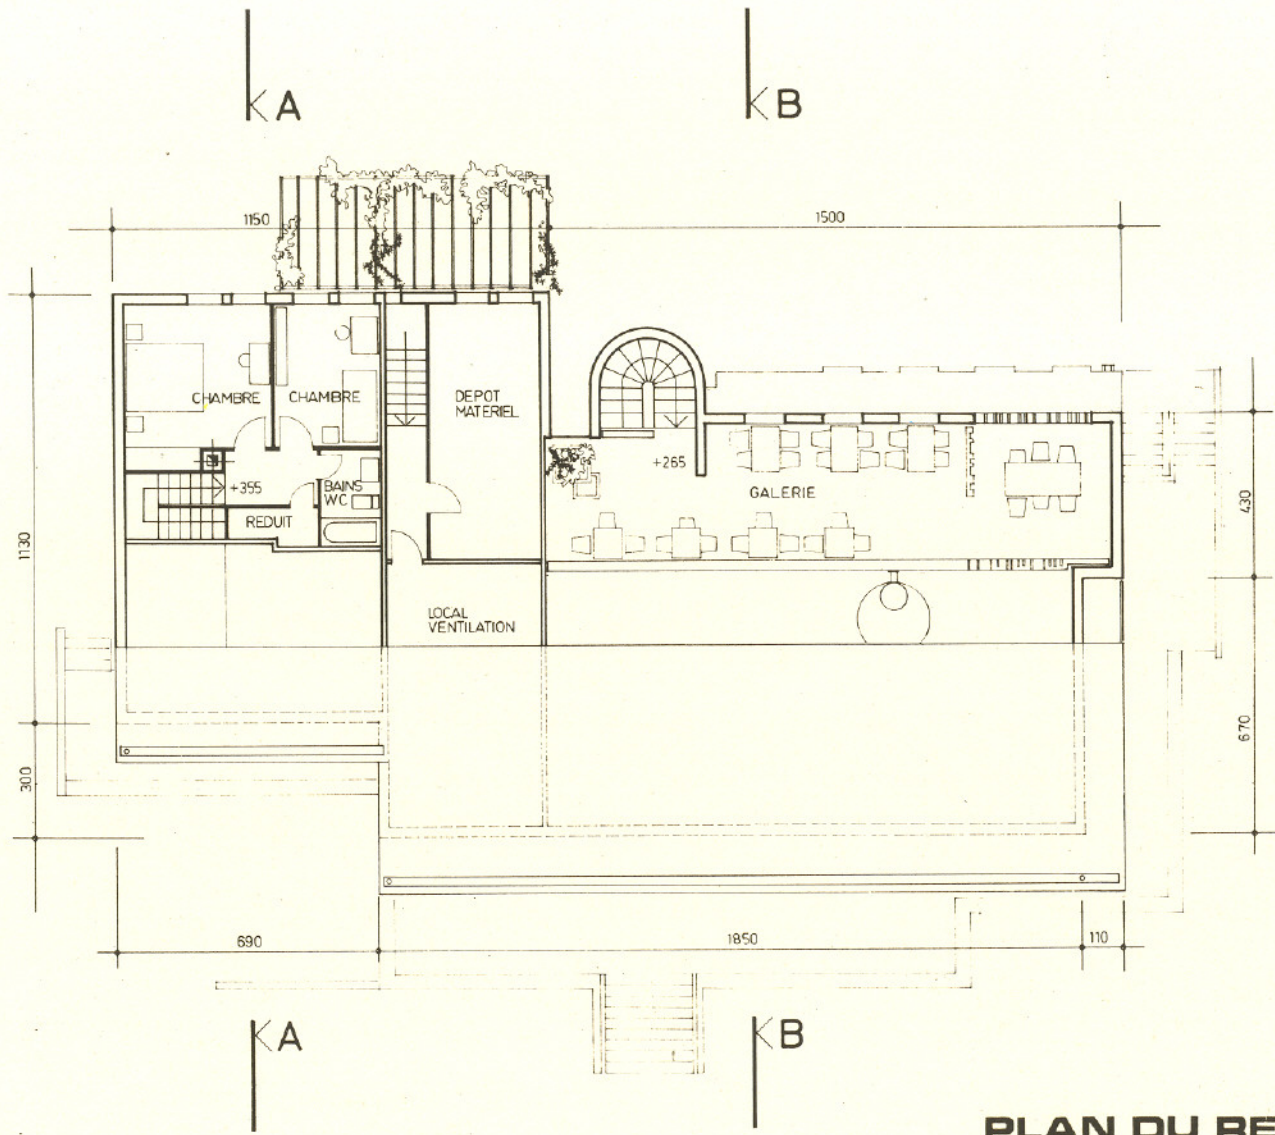 A
B
1150
1500
CHAMBRE
CHAMBRE
DEPOT
MATERIEL
+265
+355
BAINS
WC
GALERIE
REDUIT
430
1130
LOCAL
VENTILATION
670
300
690
1850
110
A
B
PLAN DU RE